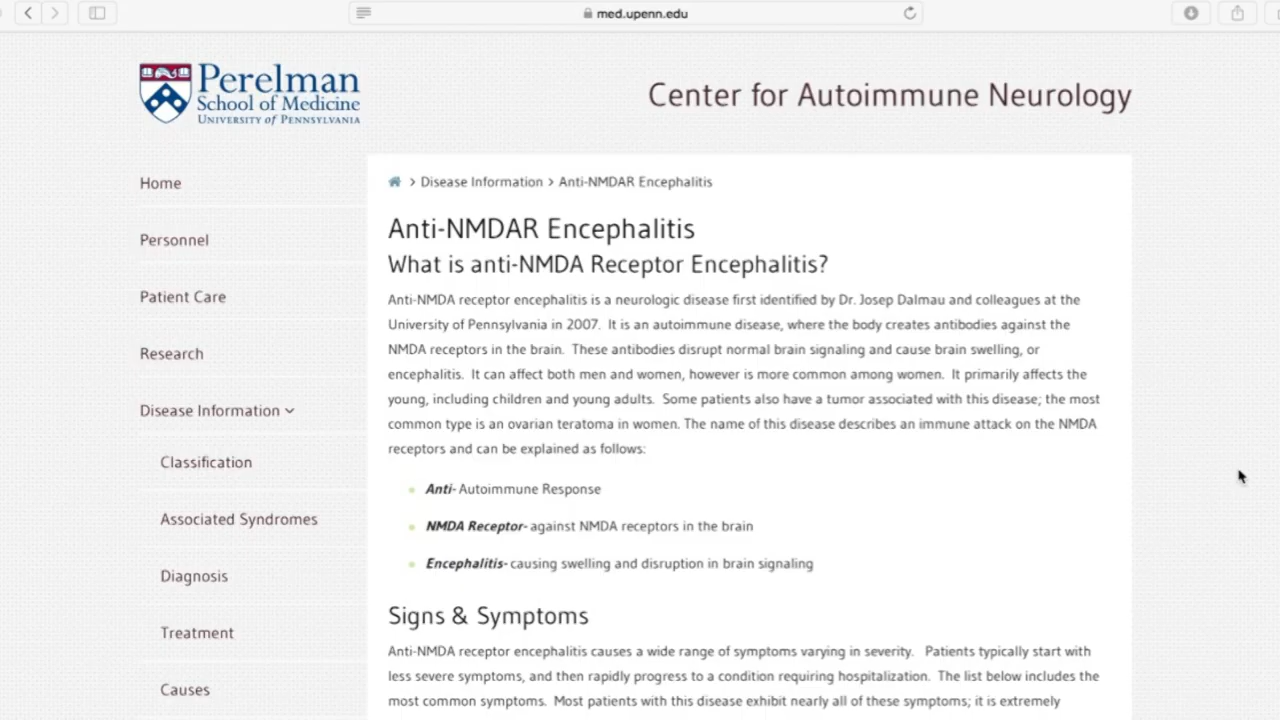 med.upenn.edu
Perelman
School of Medicine
University of Pennsylvania
Center for Autoimmune Neurology
Home
Personnel
Patient Care
Research
Disease Information
Classification
Associated Syndromes
Diagnosis
Treatment
Causes
> Disease Information > Anti-NMDAR Encephalitis
Anti-NMDAR Encephalitis
What is anti-NMDA Receptor Encephalitis?
Anti-NMDA receptor encephalitis is a neurologic disease first identified by Dr. Josep Dalmau and colleagues at the
University of Pennsylvania in 2007. It is an autoimmune disease, where the body creates antibodies against the
NMDA receptors in the brain. These antibodies disrupt normal brain signaling and cause brain swelling, or
encephalitis. It can affect both men and women, however is more common among women. It primarily affects the
young, including children and young adults. Some patients also have a tumor associated with this disease; the most
common type is an ovarian teratoma in women. The name of this disease describes an immune attack on the NMDA
receptors and can be explained as follows:
Anti- Autoimmune Response
NMDA Receptor- against NMDA receptors in the brain
Encephalitis- causing swelling and disruption in brain signaling
Signs & Symptoms
Anti-NMDA receptor encephalitis causes a wide range of symptoms varying in severity. Patients typically start with
less severe symptoms, and then rapidly progress to a condition requiring hospitalization. The list below includes the
most common symptoms. Most patients with this disease exhibit nearly all of these symptoms; it is extremely